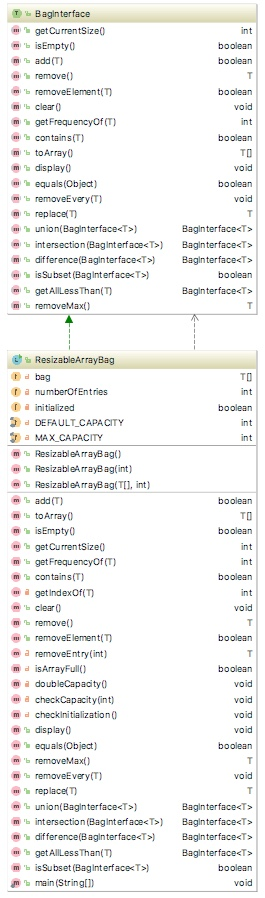 BagInterface
getCurrentSize() int
isEmpty() boolean
add(T) boolean
remove() T
removeElement(T) boolean
clear() void
getFrequencyOf(T) int
contains(T) boolean
toArray() T[]
display() void
equals(Object) boolean
removeEvery(T) void
replace(T) T
union(BagInterface<T>) BagInterface<T>
intersection(BagInterface<T>) BagInterface<T>
difference(BagInterface<T>) BagInterface<T>
isSubset(BagInterface<T>) boolean
getAllLessThan(T) BagInterface<T>
removeMax() T
ResizableArrayBag
bag T[]
numberOfEntries int
initialized boolean
DEFAULT_CAPACITY int
MAX_CAPACITY int
ResizableArrayBag()
ResizableArrayBag(int)
ResizableArrayBag(T[], int)
add(T) boolean
toArray() T[]
isEmpty() boolean
getCurrentSize() int
getFrequencyOf(T) int
contains(T) boolean
getIndexOf(T) int
clear() void
remove() T
removeElement(T) boolean
removeEntry(int) T
isArrayFull() boolean
doubleCapacity() void
checkCapacity(int) void
checkInitialization() void
display() void
equals(Object) boolean
removeMax() T
removeEvery(T) void
replace(T) T
union(BagInterface<T>) BagInterface<T>
intersection(BagInterface<T>) BagInterface<T>
difference(BagInterface<T>) BagInterface<T>
getAllLessThan(T) BagInterface<T>
isSubset(BagInterface<T>) boolean
main(String[]) void